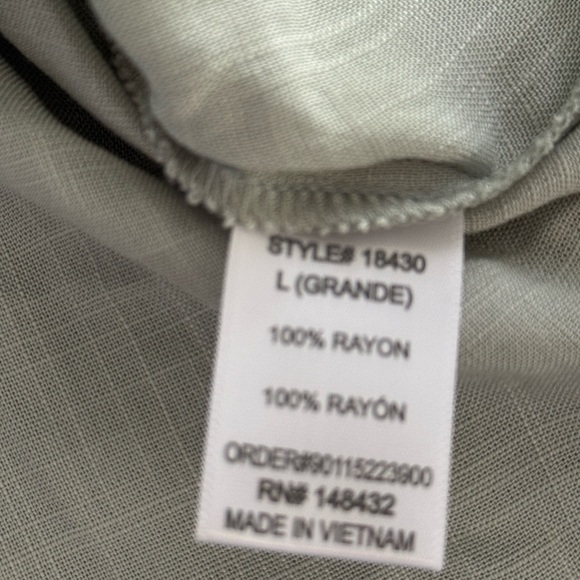 STYLE# 18430
L (GRANDE)
100% RAYON
100% RAYÓN
ORDER#90115223900
RN# 148432
MADE IN VIETNAM